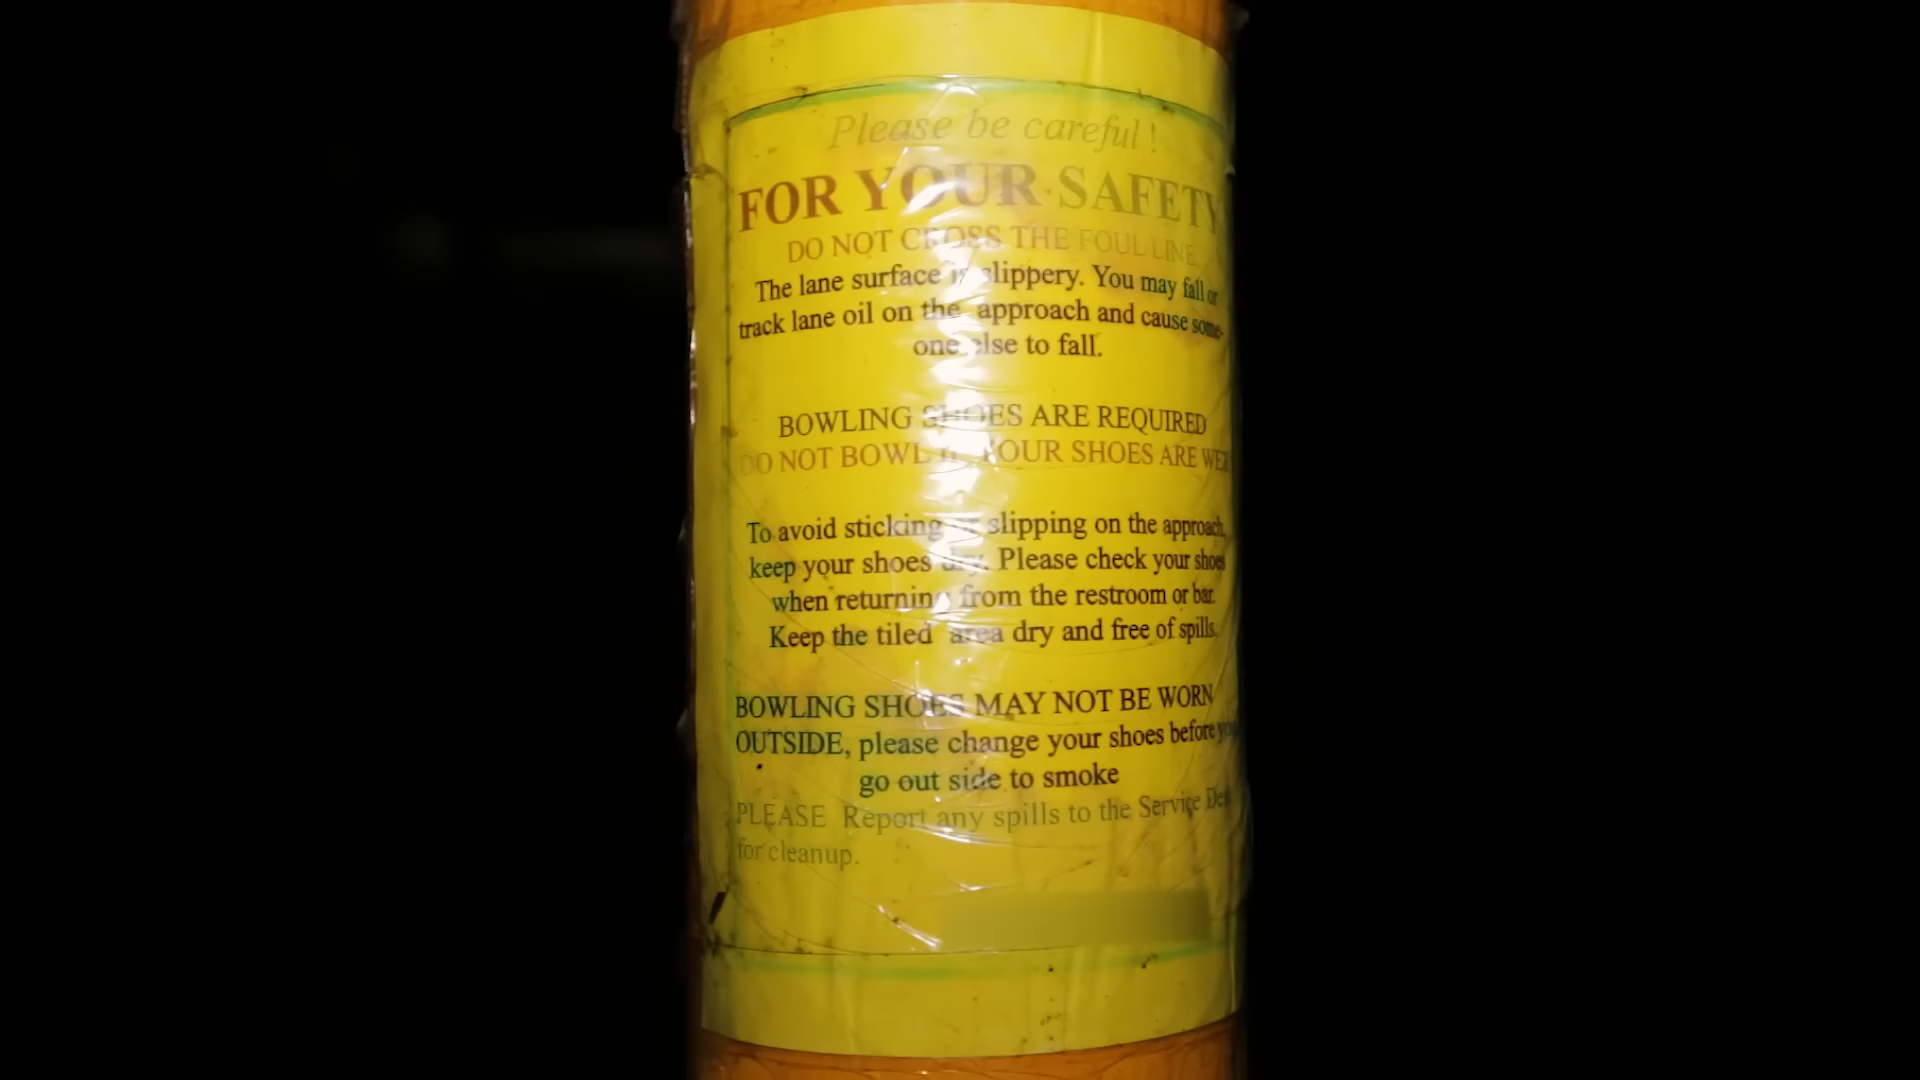 Please be careful !
FOR YOUR SAFETY
DO NOT CROSS THE FOUL LINE
The lane surface is slippery. You may fall or
track lane oil on the approach and cause some-
one else to fall.
BOWLING SHOES ARE REQUIRED
DO NOT BOWL IF YOUR SHOES ARE WET
To avoid sticking or slipping on the approach,
keep your shoes dry. Please check your shoes
when returning from the restroom or bar.
Keep the tiled area dry and free of spills.
BOWLING SHOES MAY NOT BE WORN
OUTSIDE, please change your shoes before you
go out side to smoke
PLEASE Report any spills to the Service Desk
for cleanup.